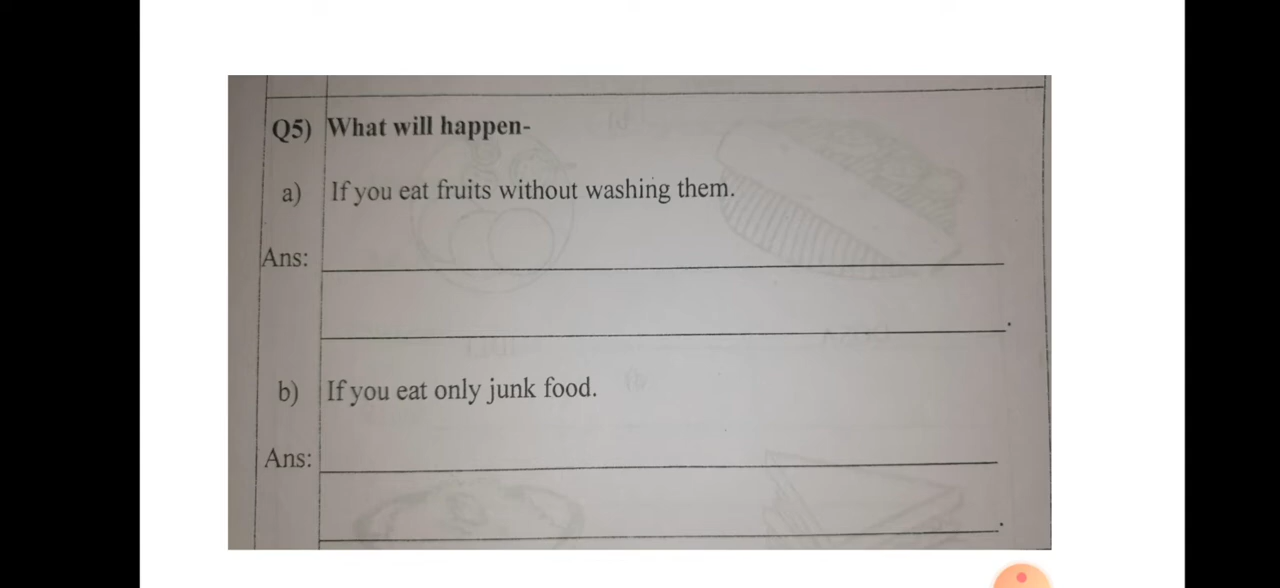 Q5) What will happen-
a) If you eat fruits without washing them.
Ans:
.
b) If you eat only junk food.
Ans:
.